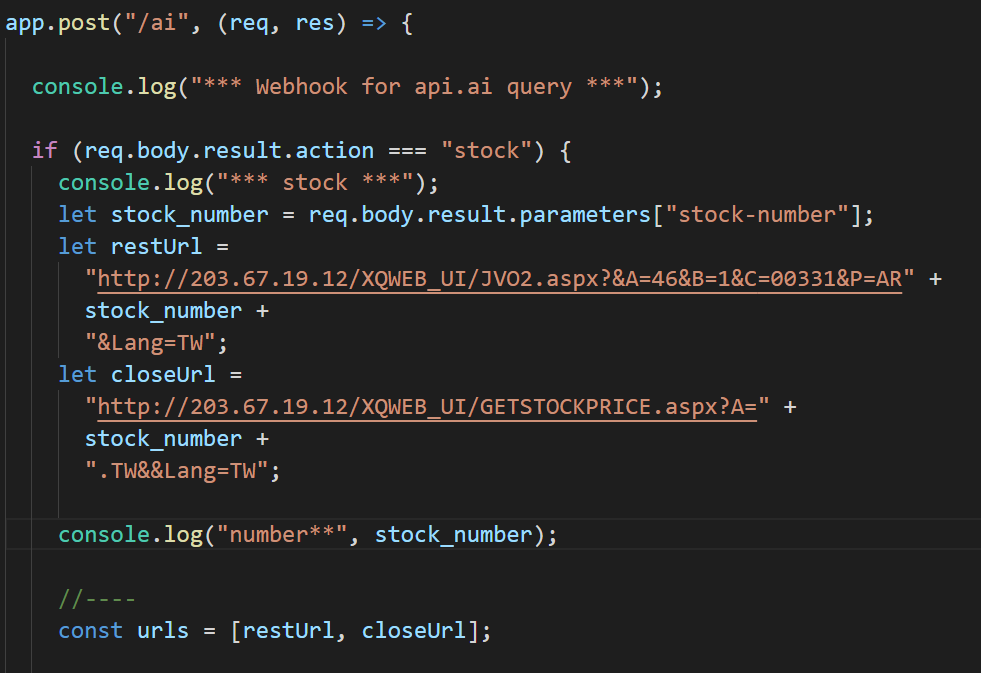 app.post("/ai", (req, res) => {
console.log("*** Webhook for api.ai query ***");
if (req.body.result.action === "stock") {
console.log("*** stock ***");
let stock_number = req.body.result.parameters["stock-number"];
let restUrl =
"http://203.67.19.12/XQWEB_UI/JVO2.aspx?&A=46&B=1&C=00331&P=AR" +
stock_number +
"&Lang=TW";
let closeUrl =
"http://203.67.19.12/XQWEB_UI/GETSTOCKPRICE.aspx?A=" +
stock_number +
".TW&&Lang=TW";
console.log("number**", stock_number);
//----
const urls = [restUrl, closeUrl];